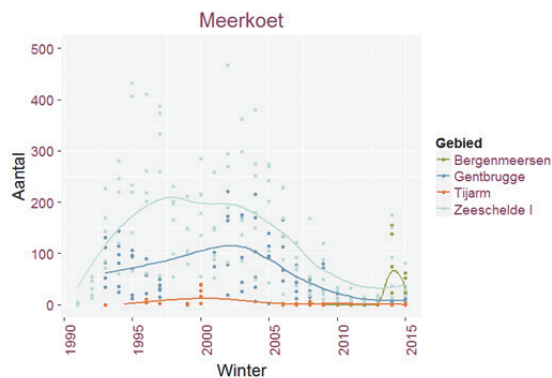 Meerkoet
500
400
300
200
100
0
Aantal
1990
1995
2000
2005
2010
2015
Winter
Gebied
Bergenmeersen
Gentbrugge
Tijarm
Zeeschelde I